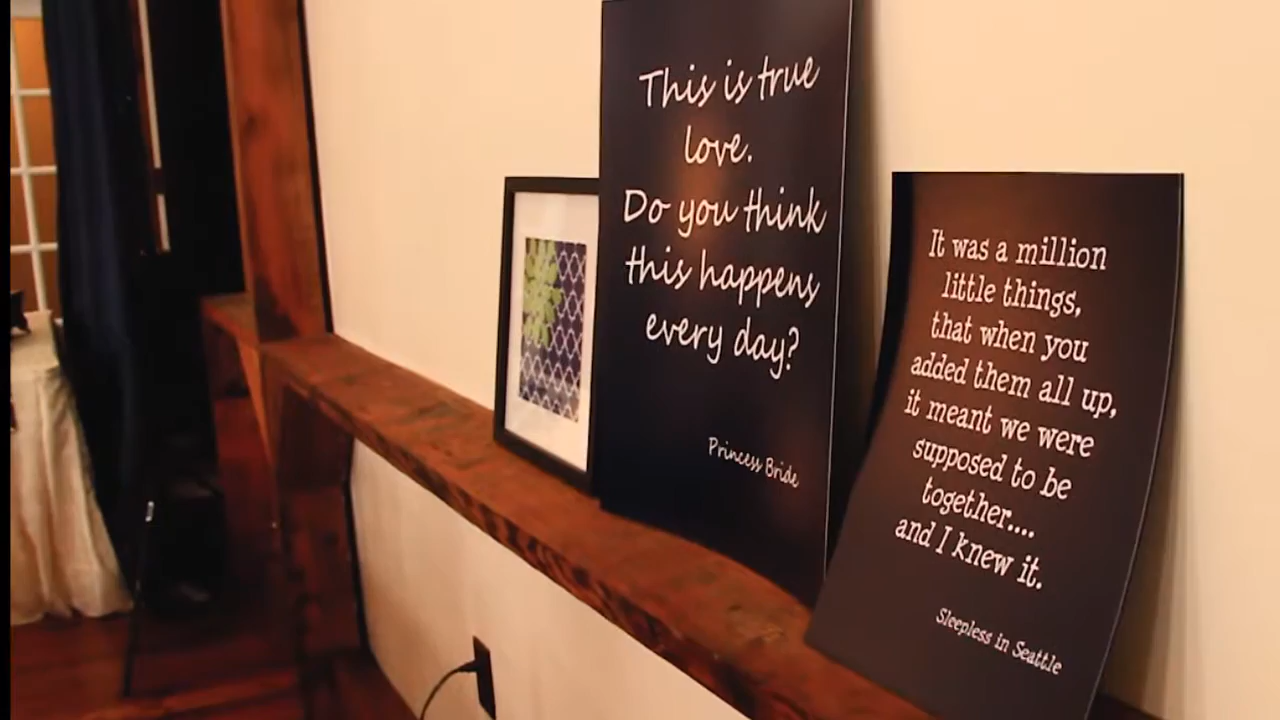 This is true
love.
Do you think
this happens
every day?
Princess Bride
It was a million
little things,
that when you
added them all up,
it meant we were
supposed to be
together....
and I knew it.
Sleepless in Seattle